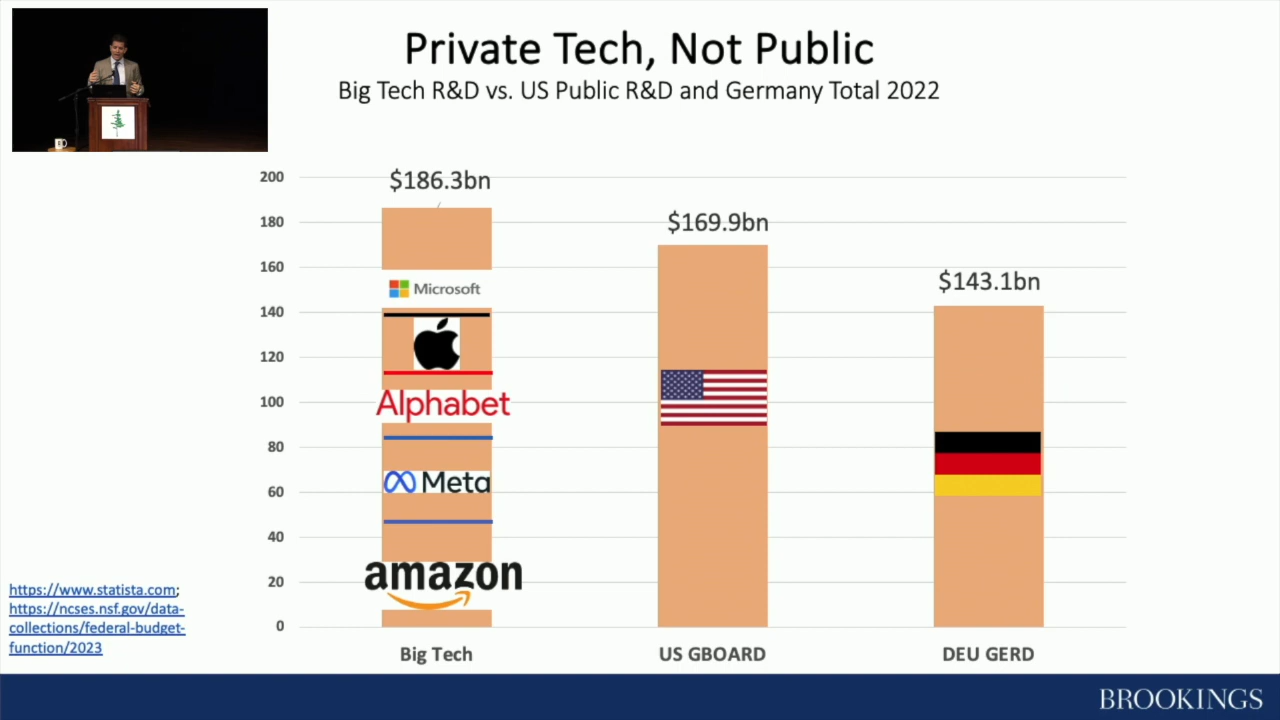 Private Tech, Not Public
Big Tech R&D vs. US Public R&D and Germany Total 2022
200
180
160
140
120
100
80
60
40
20
0
$186.3bn
$169.9bn
$143.1bn
Microsoft
Alphabet
Meta
amazon
Big Tech
US GBOARD
DEU GERD
https://www.statista.com;
https://ncses.nsf.gov/data-
collections/federal-budget-
function/2023
BROOKINGS